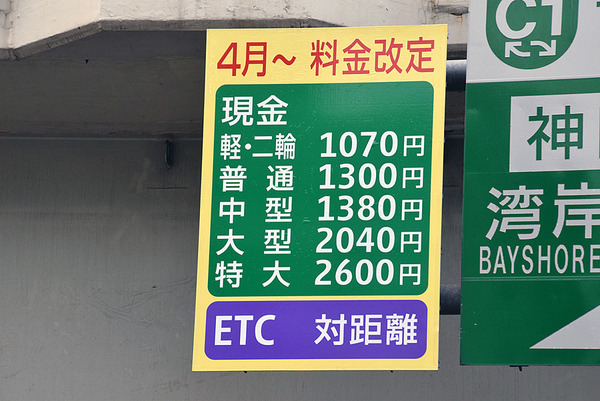 4月～ 料金改定
現金
軽・二輪 1070円
普通 1300円
中型 1380円
大型 2040円
特大 2600円
ETC 対距離
C1
神
湾岸
BAYSHORE